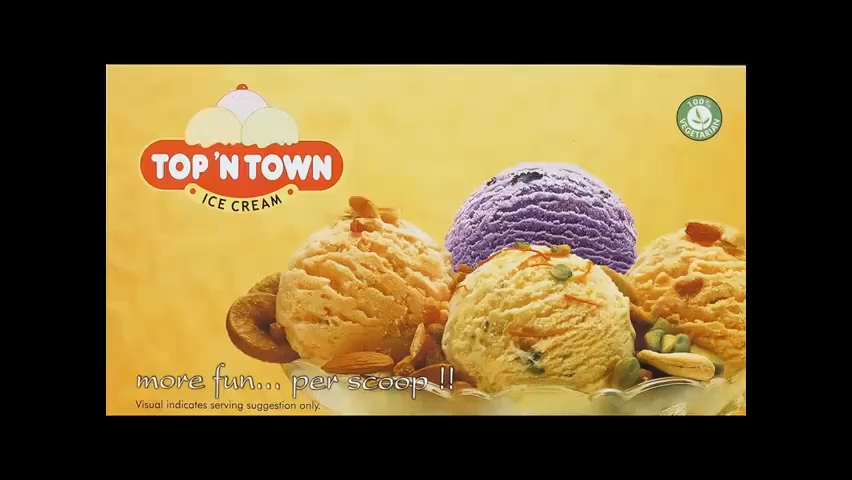 TOP 'N TOWN
ICE CREAM
100%
VEGETARIAN
more fun... per scoop !!
Visual indicates serving suggestion only.